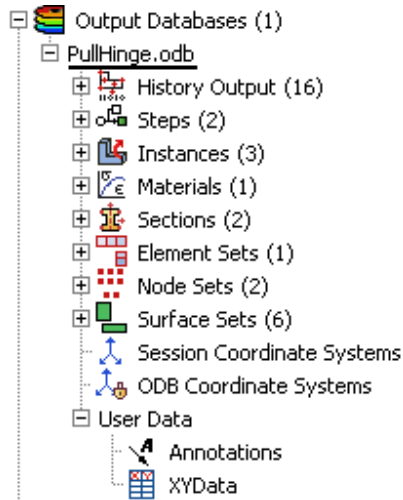 Output Databases (1)
PullHinge.odb
History Output (16)
Steps (2)
Instances (3)
Materials (1)
Sections (2)
Element Sets (1)
Node Sets (2)
Surface Sets (6)
Session Coordinate Systems
ODB Coordinate Systems
User Data
Annotations
XYData